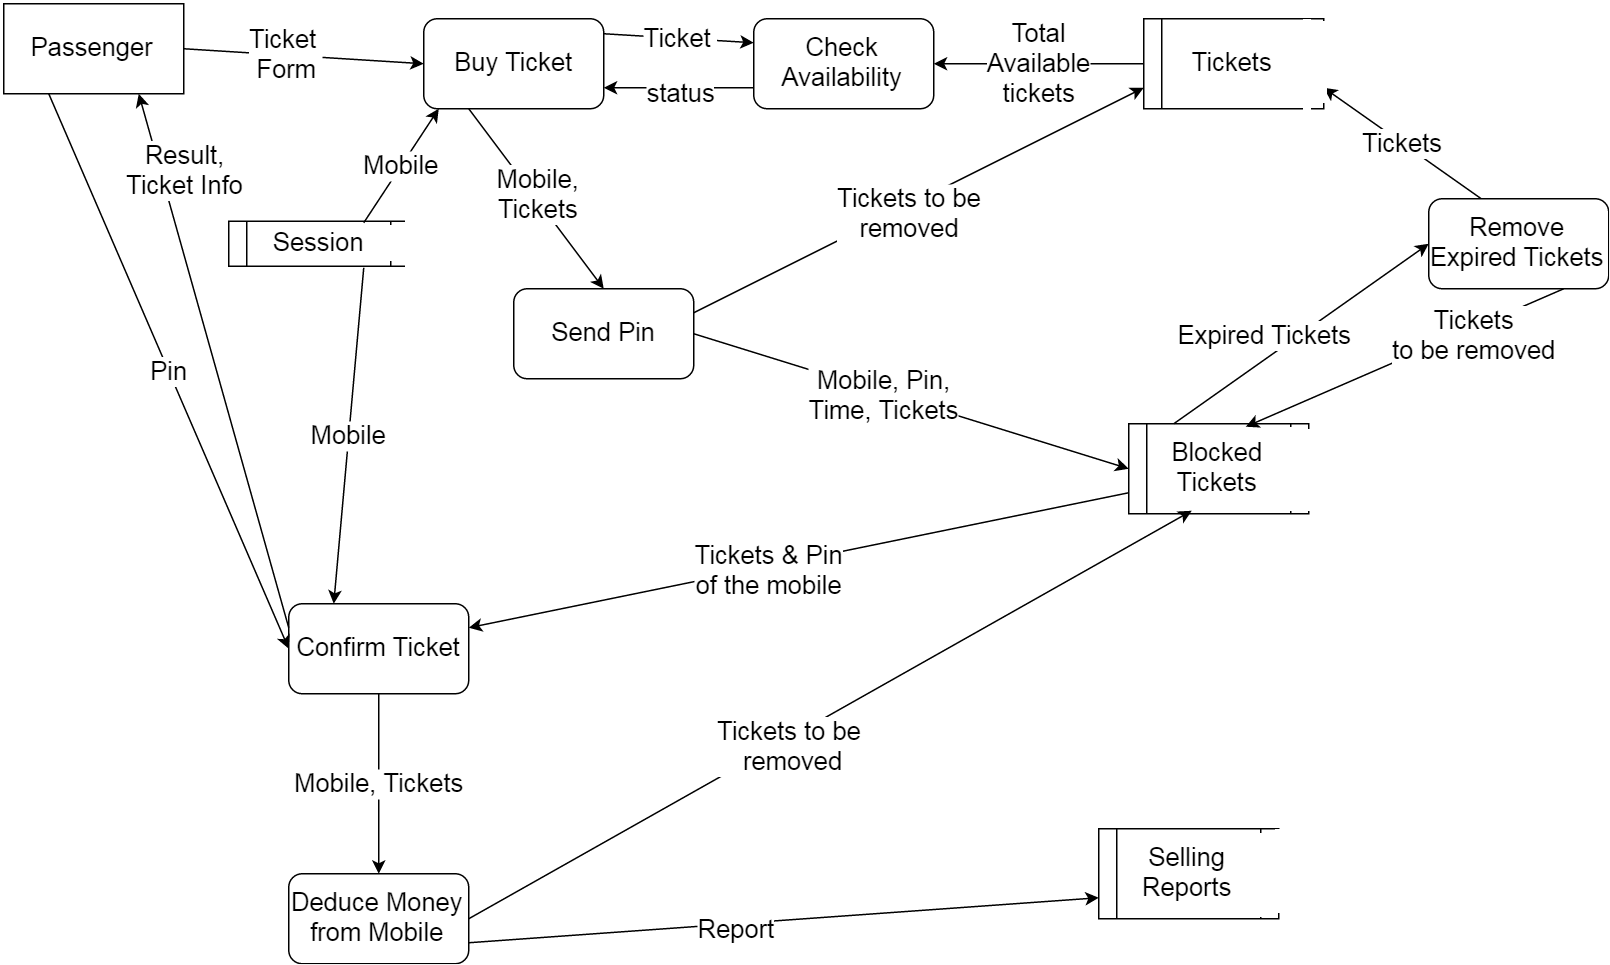 Passenger
Ticket
Form
Buy Ticket
Ticket
status
Check
Availability
Total
Available
tickets
Tickets
Result,
Ticket Info
Mobile
Mobile,
Tickets
Tickets to be
removed
Tickets
Session
Remove
Expired Tickets
Send Pin
Expired Tickets
Tickets
to be removed
Pin
Mobile, Pin,
Time, Tickets
Mobile
Blocked
Tickets
Tickets & Pin
of the mobile
Confirm Ticket
Tickets to be
removed
Mobile, Tickets
Selling
Reports
Deduce Money
from Mobile
Report